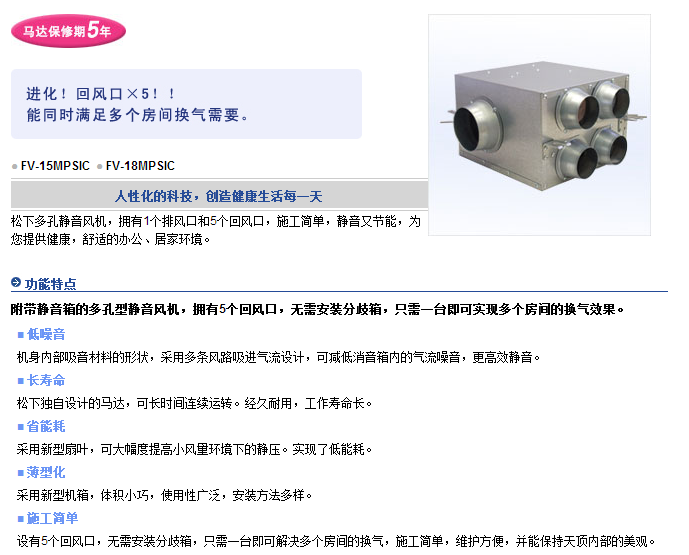 马达保修期5年
进化！回风口×5！！
能同时满足多个房间换气需要。
FV-15MPSIC FV-18MPSIC
人性化的科技，创造健康生活每一天
松下多孔静音风机，拥有1个排风口和5个回风口，施工简单，静音又节能，为
您提供健康，舒适的办公、居家环境。
功能特点
附带静音箱的多孔型静音风机，拥有5个回风口，无需安装分歧箱，只需一台即可实现多个房间的换气效果。
低噪音
机身内部吸音材料的形状，采用多条风路吸进气流设计，可减低消音箱内的气流噪音，更高效静音。
长寿命
松下独自设计的马达，可长时间连续运转。经久耐用，工作寿命长。
省能耗
采用新型扇叶，可大幅度提高小风量环境下的静压。实现了低能耗。
薄型化
采用新型机箱，体积小巧，使用性广泛，安装方法多样。
施工简单
设有5个回风口，无需安装分歧箱，只需一台即可解决多个房间的换气，施工简单，维护方便，并能保持天顶内部的美观。